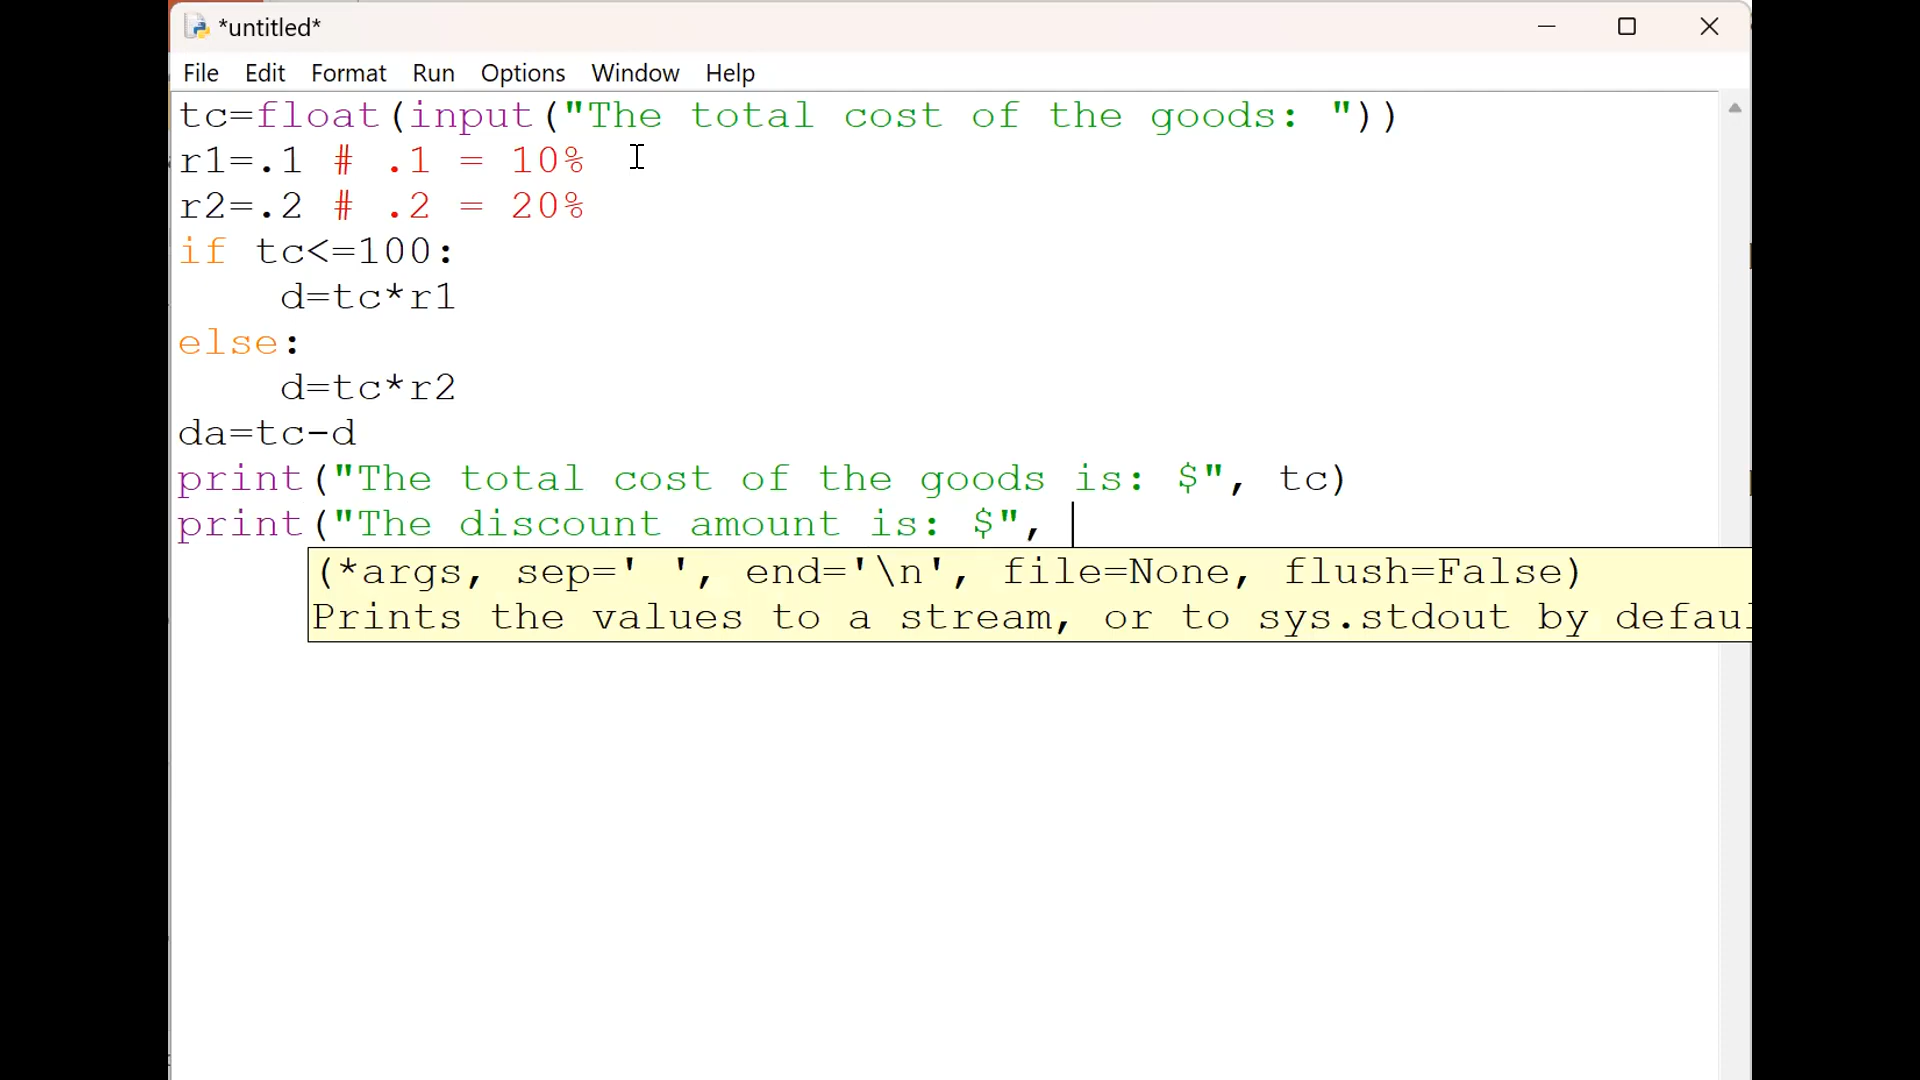 *untitled*
File Edit Format Run Options Window Help
tc=float(input("The total cost of the goods: "))
r1=.1 # .1 = 10%
r2=.2 # .2 = 20%
if tc<=100:
    d=tc*r1
else:
    d=tc*r2
da=tc-d
print("The total cost of the goods is: $", tc)
print("The discount amount is: $",
(*args, sep=' ', end='\n', file=None, flush=False)
Prints the values to a stream, or to sys.stdout by defaul